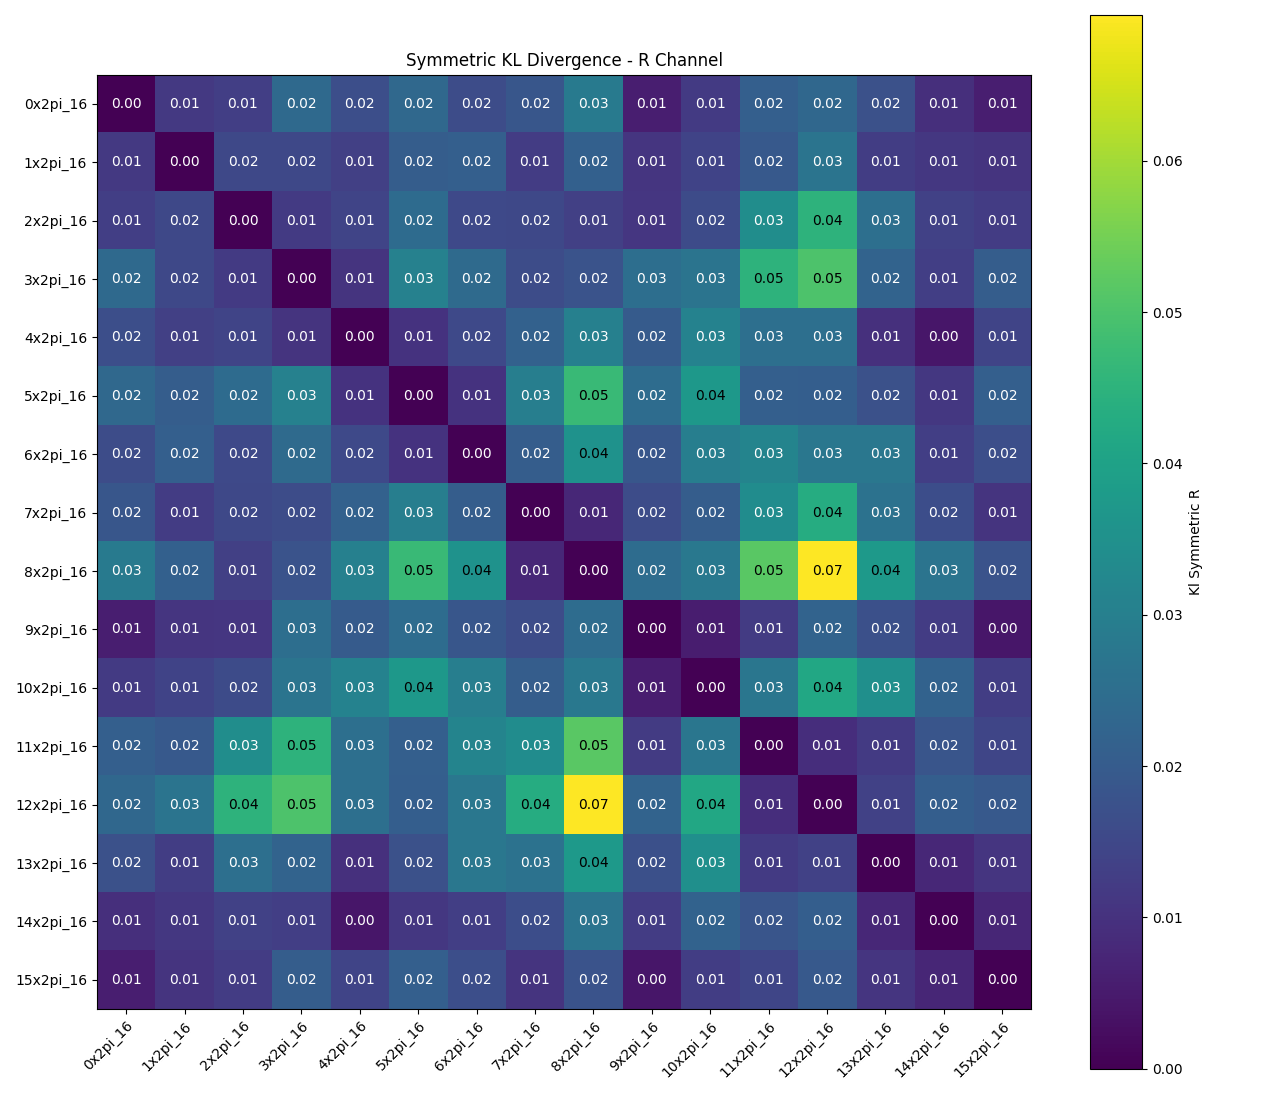 Symmetric KL Divergence - R Channel
0x2pi_16 0.00 0.01 0.01 0.02 0.02 0.02 0.02 0.02 0.03 0.01 0.01 0.02 0.02 0.02 0.01 0.01
1x2pi_16 0.01 0.00 0.02 0.02 0.01 0.02 0.02 0.01 0.02 0.01 0.01 0.02 0.03 0.01 0.01 0.01
2x2pi_16 0.01 0.02 0.00 0.01 0.01 0.02 0.02 0.02 0.01 0.01 0.02 0.03 0.04 0.03 0.01 0.01
3x2pi_16 0.02 0.02 0.01 0.00 0.01 0.03 0.02 0.02 0.02 0.03 0.03 0.05 0.05 0.02 0.01 0.02
4x2pi_16 0.02 0.01 0.01 0.01 0.00 0.01 0.02 0.02 0.03 0.02 0.03 0.03 0.03 0.01 0.00 0.01
5x2pi_16 0.02 0.02 0.02 0.03 0.01 0.00 0.01 0.03 0.05 0.02 0.04 0.02 0.02 0.02 0.01 0.02
6x2pi_16 0.02 0.02 0.02 0.02 0.02 0.01 0.00 0.02 0.04 0.02 0.03 0.03 0.03 0.03 0.01 0.02
7x2pi_16 0.02 0.01 0.02 0.02 0.02 0.03 0.02 0.00 0.01 0.02 0.02 0.03 0.04 0.03 0.02 0.01
8x2pi_16 0.03 0.02 0.01 0.02 0.03 0.05 0.04 0.01 0.00 0.02 0.03 0.05 0.07 0.04 0.03 0.02
9x2pi_16 0.01 0.01 0.01 0.03 0.02 0.02 0.02 0.02 0.02 0.00 0.01 0.01 0.02 0.02 0.01 0.00
10x2pi_16 0.01 0.01 0.02 0.03 0.03 0.04 0.03 0.02 0.03 0.01 0.00 0.03 0.04 0.03 0.02 0.01
11x2pi_16 0.02 0.02 0.03 0.05 0.03 0.02 0.03 0.03 0.05 0.01 0.03 0.00 0.01 0.01 0.02 0.01
12x2pi_16 0.02 0.03 0.04 0.05 0.03 0.02 0.03 0.04 0.07 0.02 0.04 0.01 0.00 0.01 0.02 0.02
13x2pi_16 0.02 0.01 0.03 0.02 0.01 0.02 0.03 0.03 0.04 0.02 0.03 0.01 0.01 0.00 0.01 0.01
14x2pi_16 0.01 0.01 0.01 0.01 0.00 0.01 0.01 0.02 0.03 0.01 0.02 0.02 0.02 0.01 0.00 0.01
15x2pi_16 0.01 0.01 0.01 0.02 0.01 0.02 0.02 0.01 0.02 0.00 0.01 0.01 0.02 0.01 0.01 0.00
0x2pi_16 1x2pi_16 2x2pi_16 3x2pi_16 4x2pi_16 5x2pi_16 6x2pi_16 7x2pi_16 8x2pi_16 9x2pi_16 10x2pi_16 11x2pi_16 12x2pi_16 13x2pi_16 14x2pi_16 15x2pi_16
0.06
0.05
0.04
0.03
0.02
0.01
0.00
Kl Symmetric R